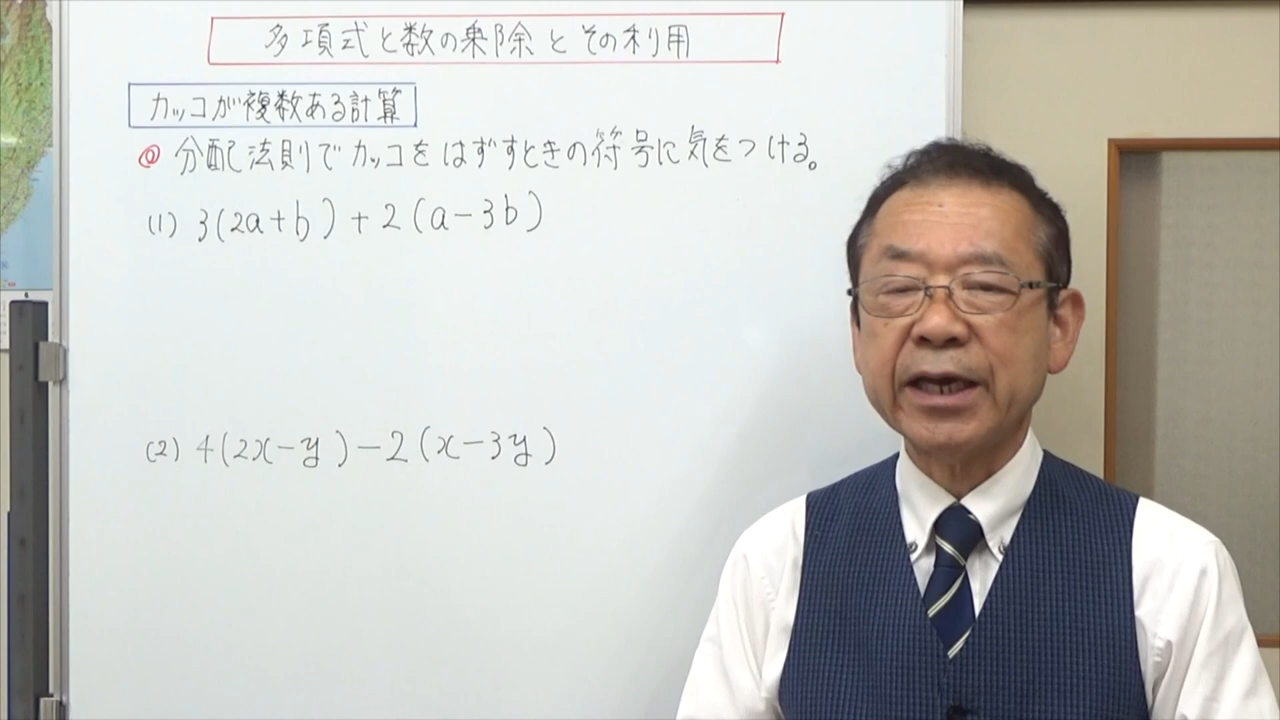 多項式と数の乗除とその利用
カッコが複数ある計算
◎ 分配法則でカッコをはずすときの符号に気をつける。
(1) 3(2a+b)+2(a-3b)
(2) 4(2x-y)-2(x-3y)